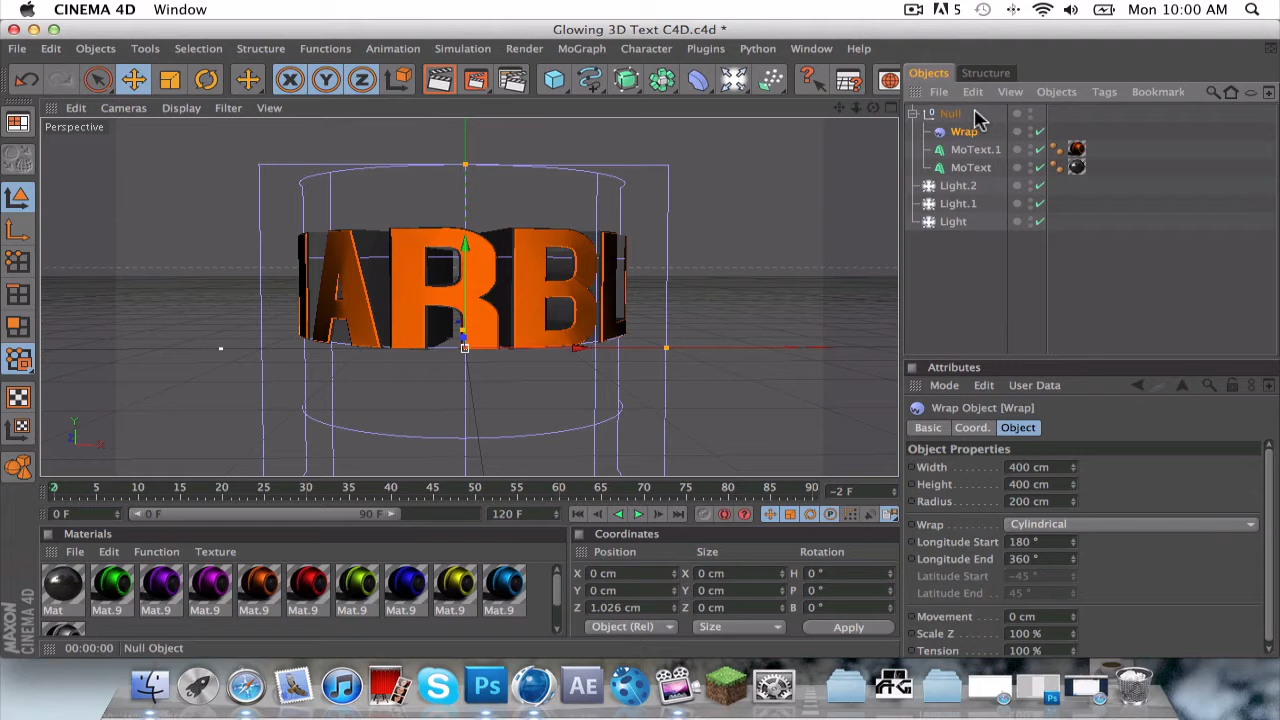 CINEMA 4D Window 5 Mon 10:00 AM
Glowing 3D Text C4D.c4d *
File Edit Objects Tools Selection Structure Functions Animation Simulation Render MoGraph Character Plugins Python Window Help
X Y Z
Objects Structure
File Edit View Objects Tags Bookmark
Edit Cameras Display Filter View
Perspective
Null
Wrap
MoText.1
MoText
Light.2
Light.1
Light
ARBL
Y
Z X
Attributes
Mode Edit User Data
Wrap Object [Wrap]
Basic Coord. Object
Object Properties
Width 400 cm
Height 400 cm
Radius 200 cm
Wrap Cylindrical
Longitude Start 180 °
Longitude End 360 °
Latitude Start -45 °
Latitude End 45 °
Movement 0 cm
Scale Z 100 %
Tension 100 %
2 5 10 15 20 25 30 35 40 45 50 55 60 65 70 75 80 85 90 -2 F
0 F 0 F 90 F 120 F
Materials
File Edit Function Texture
Mat Mat.9 Mat.9 Mat.9 Mat.9 Mat.9 Mat.9 Mat.9 Mat.9 Mat.9
Coordinates
Position Size Rotation
X 0 cm X 0 cm H 0 °
Y 0 cm Y 0 cm P 0 °
Z 1.026 cm Z 0 cm B 0 °
Object (Rel) Size Apply
MAXON CINEMA 4D
00:00:00 Null Object
Ps AE